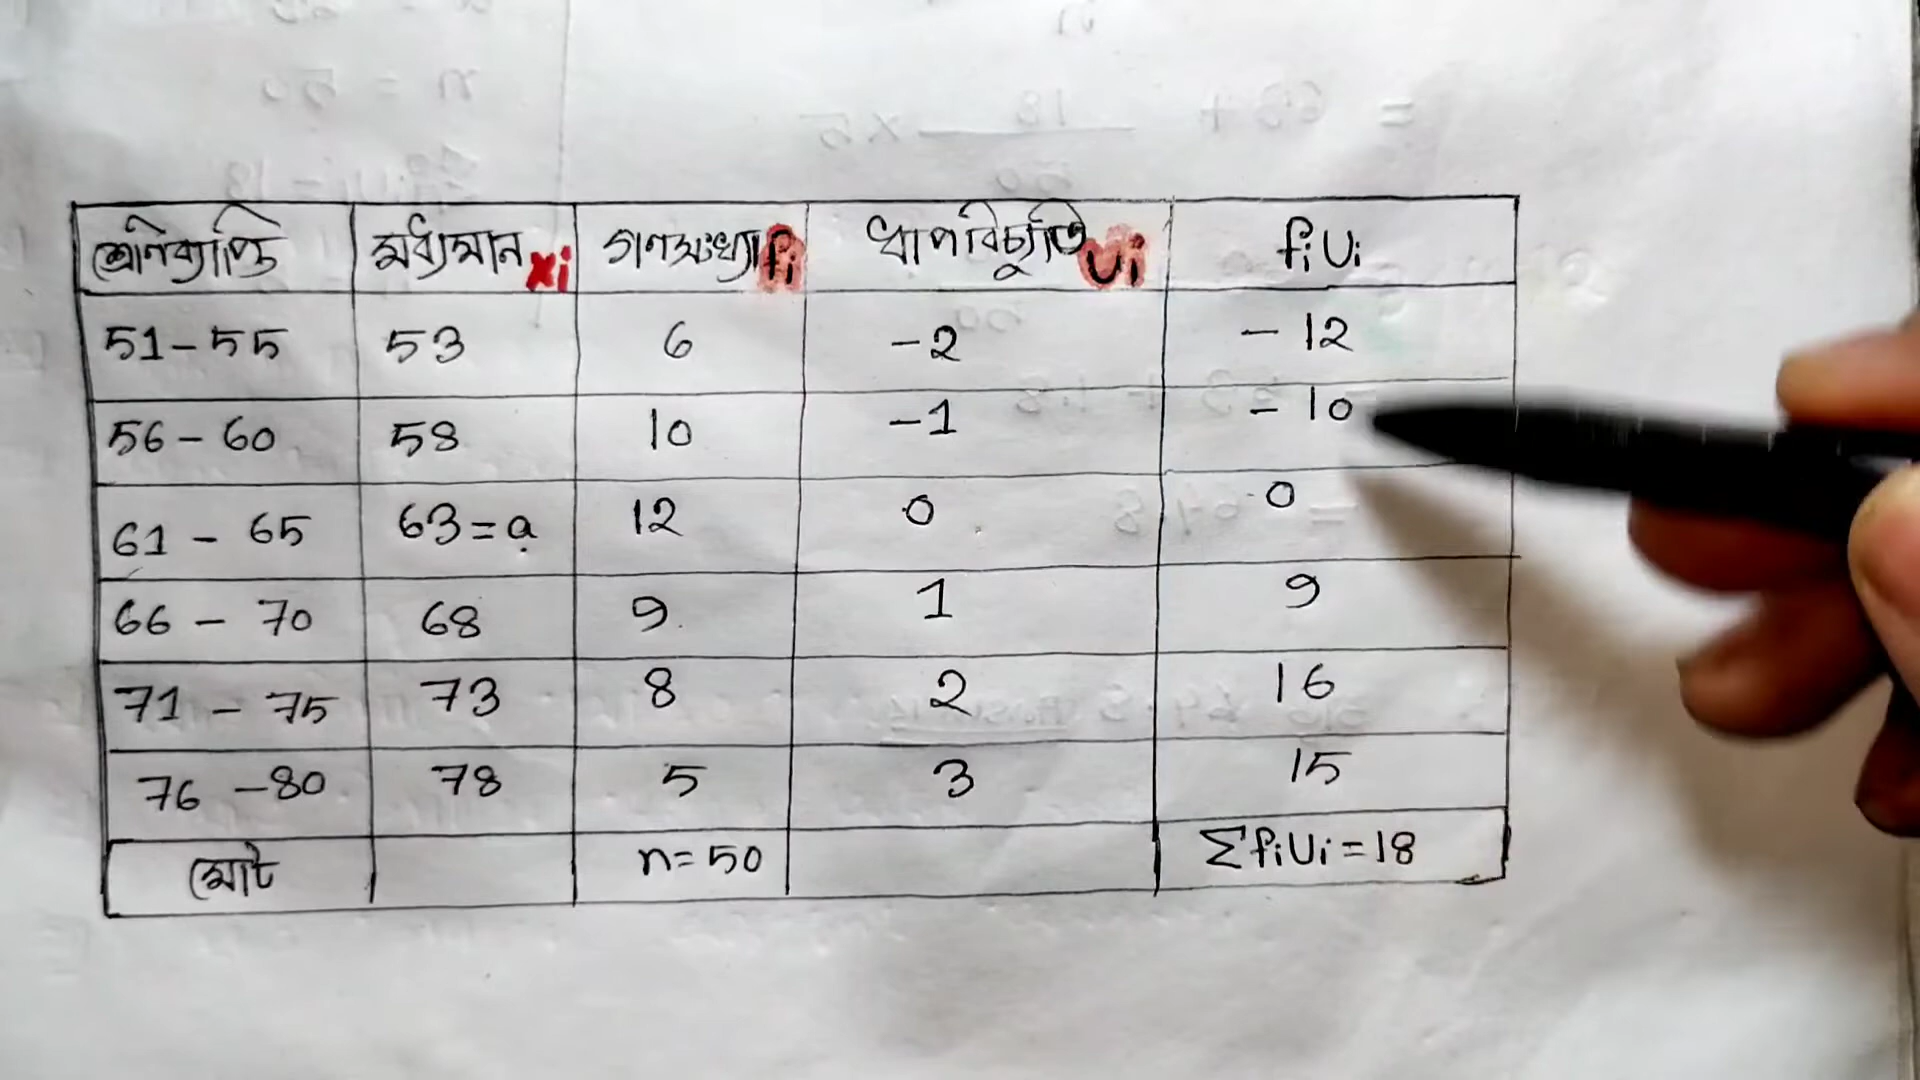 শ্রেণিব্যাপ্তি মধ্যমান xi গণসংখ্যা fi ধাপবিচ্যুতি ui fiui
51-55 53 6 -2 -12
56-60 58 10 -1 -10
61-65 63=a 12 0 0
66-70 68 9 1 9
71-75 73 8 2 16
76-80 78 5 3 15
মোট n=50 Σfiui=18